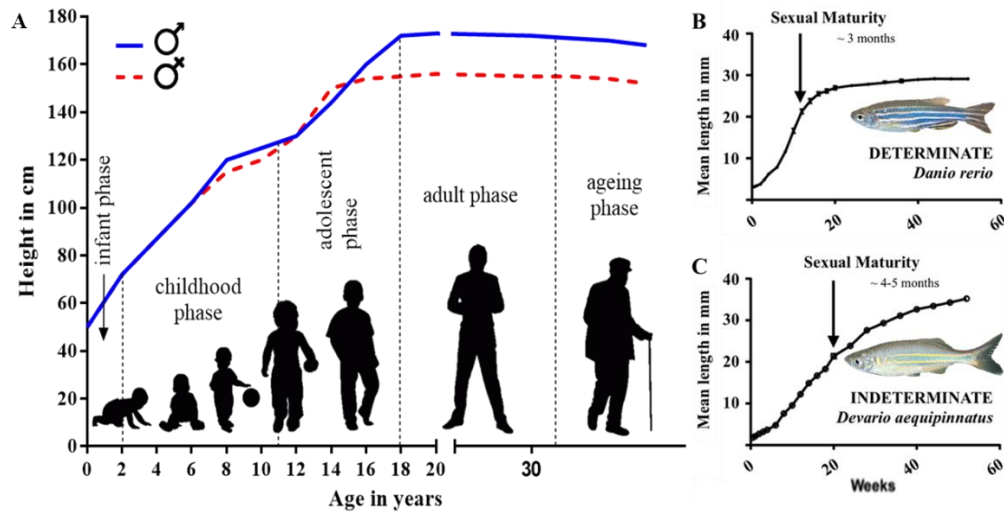 A
♂
♀
Height in cm
180
160
140
120
100
80
60
40
20
0
infant phase
childhood
phase
adolescent
phase
adult phase
ageing
phase
0 2 4 6 8 10 11 12 14 16 18 20 30
Age in years
B
Sexual Maturity
~ 3 months
Mean length in mm
40
30
20
10
DETERMINATE
Danio rerio
0 20 40 60
C
Sexual Maturity
~ 4-5 months
Mean length in mm
40
30
20
10
INDETERMINATE
Devario aequipinnatus
0 20 40 60
Weeks